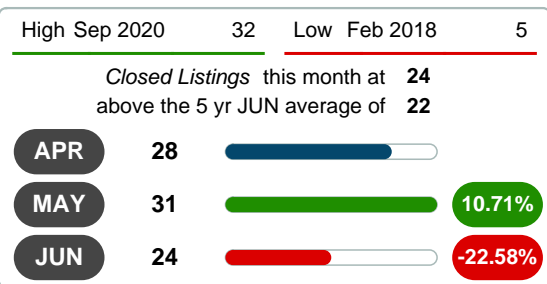 High Sep 2020 32 Low Feb 2018 5
Closed Listings this month at 24
above the 5 yr JUN average of 22
APR 28
MAY 31 10.71%
JUN 24 -22.58%